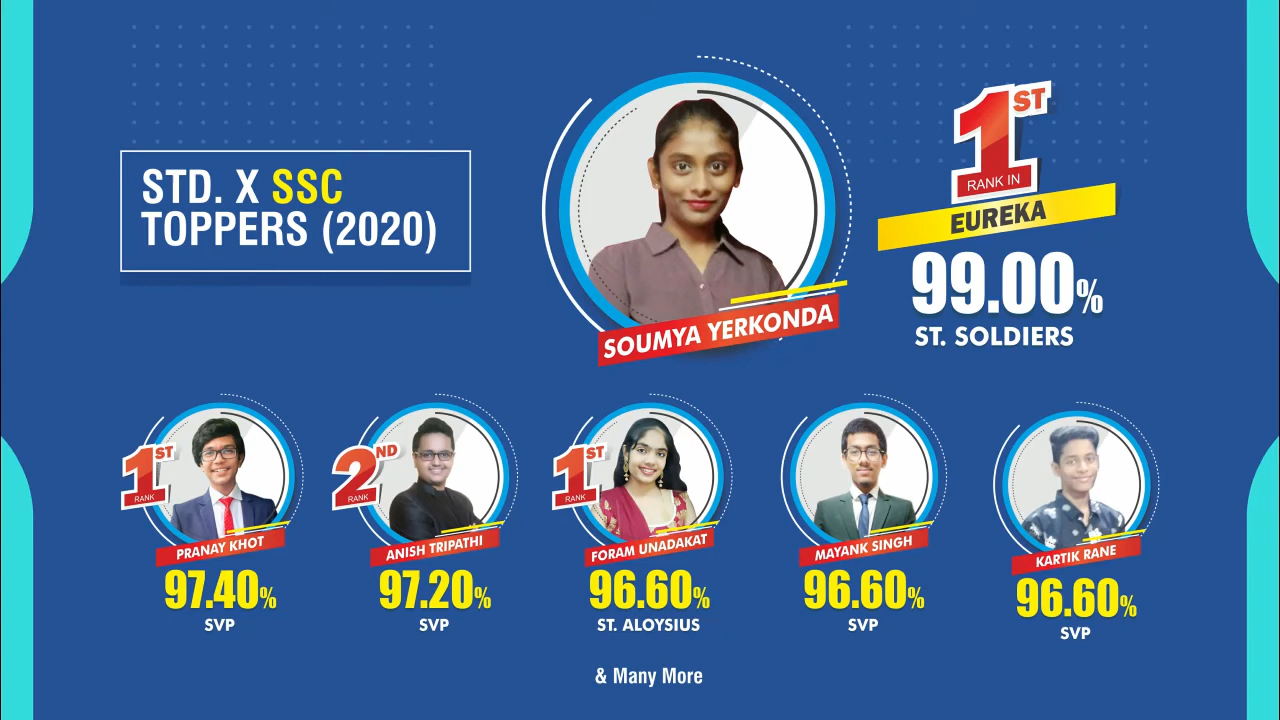 STD. X SSC
TOPPERS (2020)
SOUMYA YERKONDA
1ST
RANK IN
EUREKA
99.00%
ST. SOLDIERS
1ST
RANK
PRANAY KHOT
97.40%
SVP
2ND
RANK
ANISH TRIPATHI
97.20%
SVP
1ST
RANK
FORAM UNADAKAT
96.60%
ST. ALOYSIUS
MAYANK SINGH
96.60%
SVP
KARTIK RANE
96.60%
SVP
& Many More